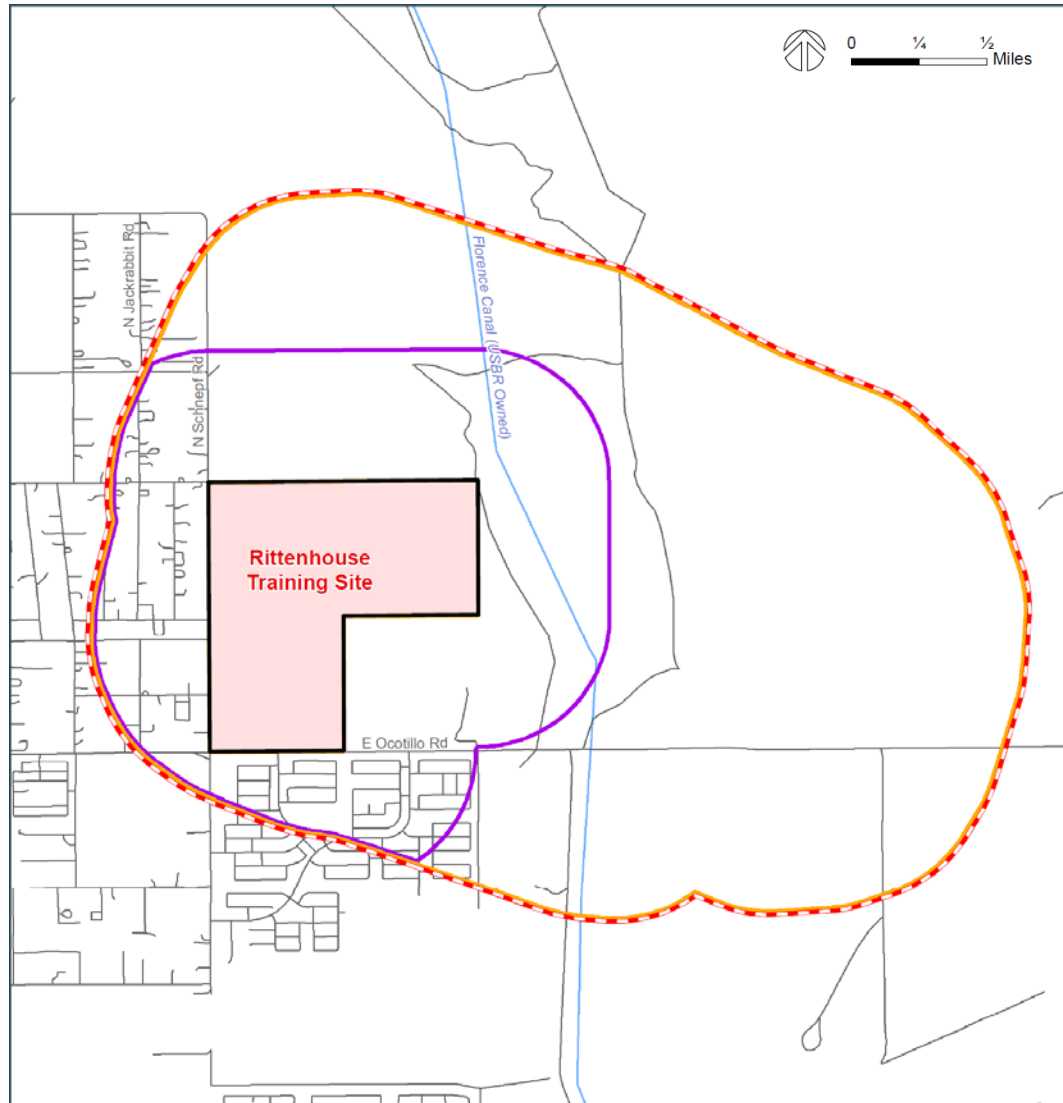 0 ¼ ½
Miles
N Jackrabbit Rd
N Schnepf Rd
Florence Canal (USBR Owned)
Rittenhouse
Training Site
E Ocotillo Rd